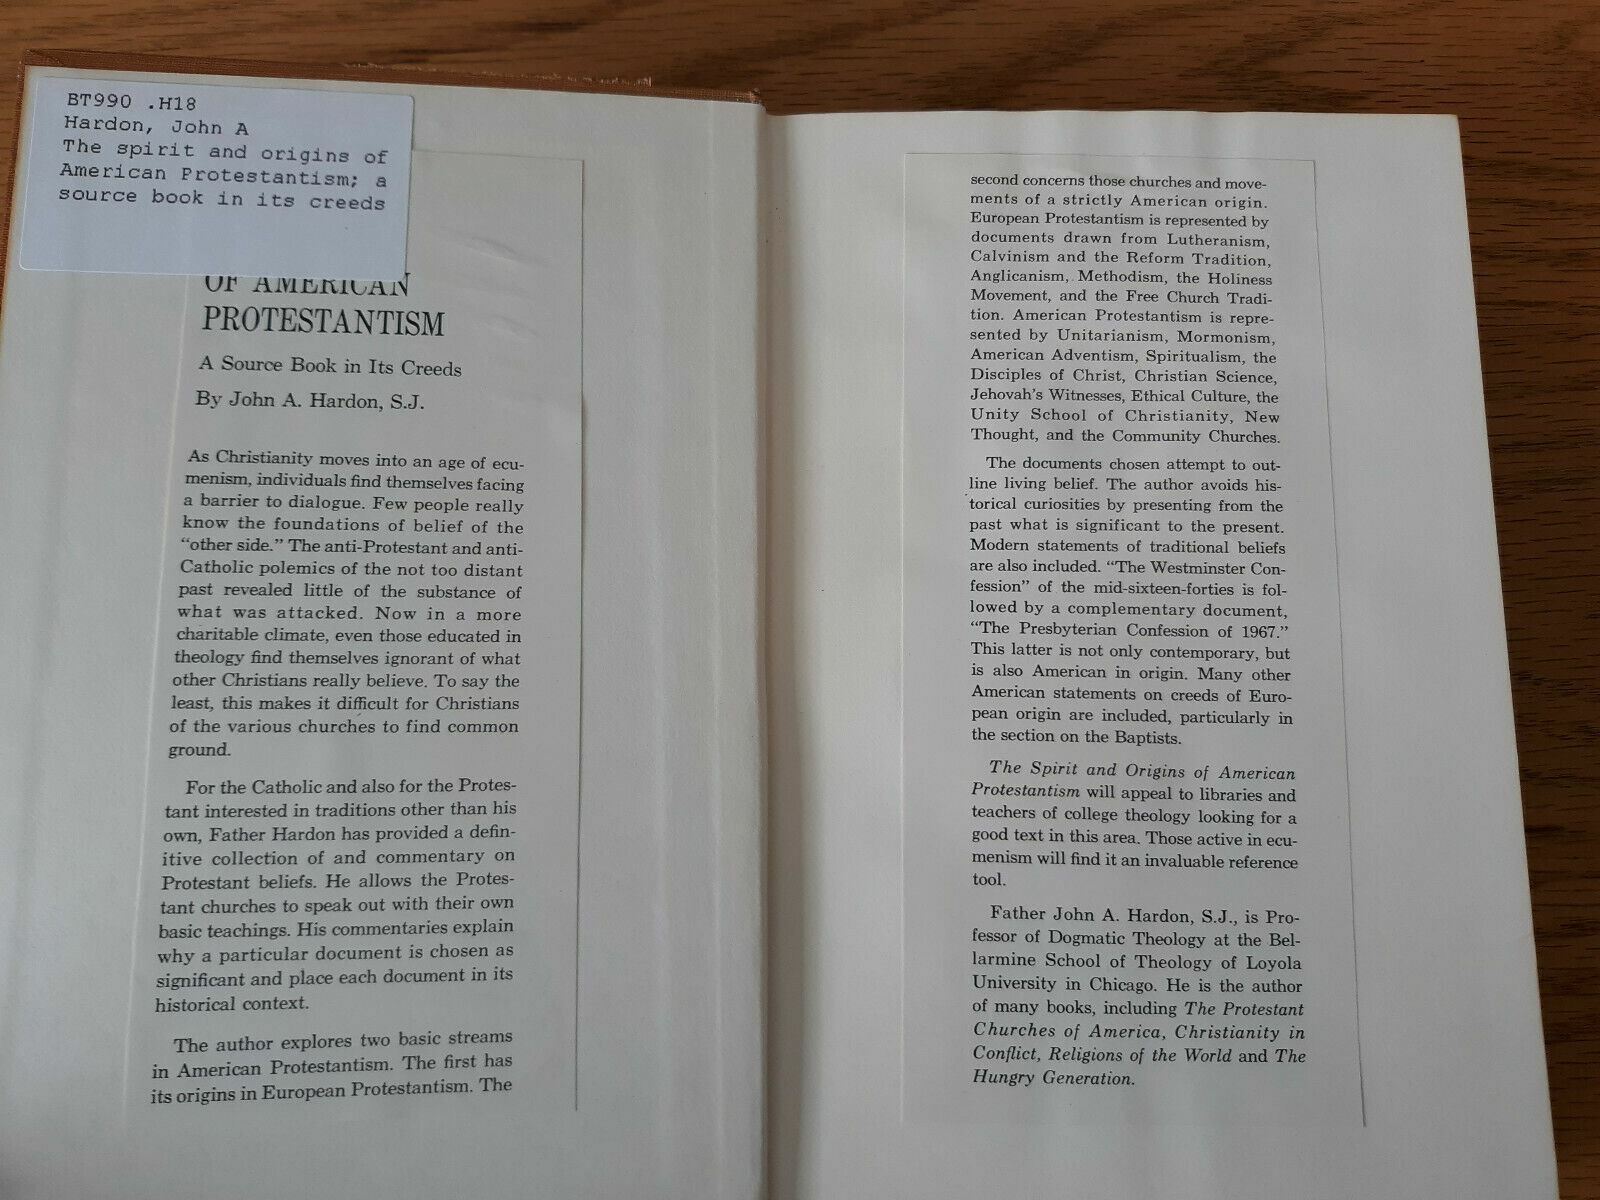 BT990 .H18
Hardon, John A
The spirit and origins of
American Protestantism; a
source book in its creeds
OF AMERICAN
PROTESTANTISM
A Source Book in Its Creeds
By John A. Hardon, S.J.
As Christianity moves into an age of ecu-
menism, individuals find themselves facing
a barrier to dialogue. Few people really
know the foundations of belief of the
“other side.” The anti-Protestant and anti-
Catholic polemics of the not too distant
past revealed little of the substance of
what was attacked. Now in a more
charitable climate, even those educated in
theology find themselves ignorant of what
other Christians really believe. To say the
least, this makes it difficult for Christians
of the various churches to find common
ground.
For the Catholic and also for the Protes-
tant interested in traditions other than his
own, Father Hardon has provided a defin-
itive collection of and commentary on
Protestant beliefs. He allows the Protes-
tant churches to speak out with their own
basic teachings. His commentaries explain
why a particular document is chosen as
significant and place each document in its
historical context.
The author explores two basic streams
in American Protestantism. The first has
its origins in European Protestantism. The
second concerns those churches and move-
ments of a strictly American origin.
European Protestantism is represented by
documents drawn from Lutheranism,
Calvinism and the Reform Tradition,
Anglicanism, Methodism, the Holiness
Movement, and the Free Church Tradi-
tion. American Protestantism is repre-
sented by Unitarianism, Mormonism,
American Adventism, Spiritualism, the
Disciples of Christ, Christian Science,
Jehovah's Witnesses, Ethical Culture, the
Unity School of Christianity, New
Thought, and the Community Churches.
The documents chosen attempt to out-
line living belief. The author avoids his-
torical curiosities by presenting from the
past what is significant to the present.
Modern statements of traditional beliefs
are also included. “The Westminster Con-
fession” of the mid-sixteen-forties is fol-
lowed by a complementary document,
“The Presbyterian Confession of 1967.”
This latter is not only contemporary, but
is also American in origin. Many other
American statements on creeds of Euro-
pean origin are included, particularly in
the section on the Baptists.
The Spirit and Origins of American
Protestantism will appeal to libraries and
teachers of college theology looking for a
good text in this area. Those active in ecu-
menism will find it an invaluable reference
tool.
Father John A. Hardon, S.J., is Pro-
fessor of Dogmatic Theology at the Bel-
larmine School of Theology of Loyola
University in Chicago. He is the author
of many books, including The Protestant
Churches of America, Christianity in
Conflict, Religions of the World and The
Hungry Generation.